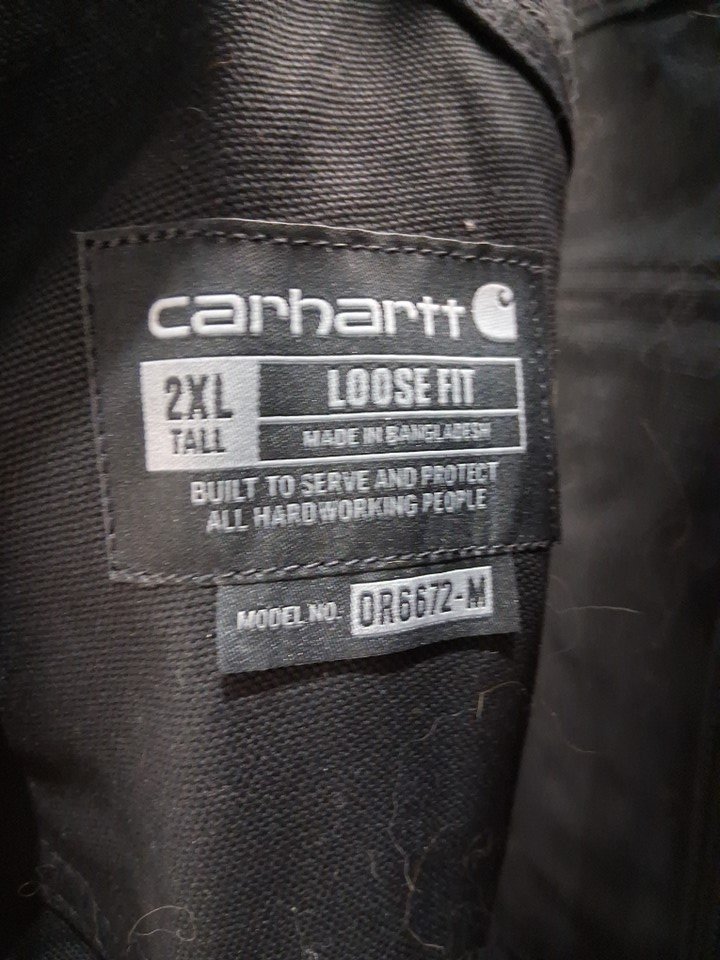 carhartt
2XL TALL
LOOSE FIT
MADE IN BANGLADESH
BUILT TO SERVE AND PROTECT
ALL HARDWORKING PEOPLE
MODEL NO. OR6672-M